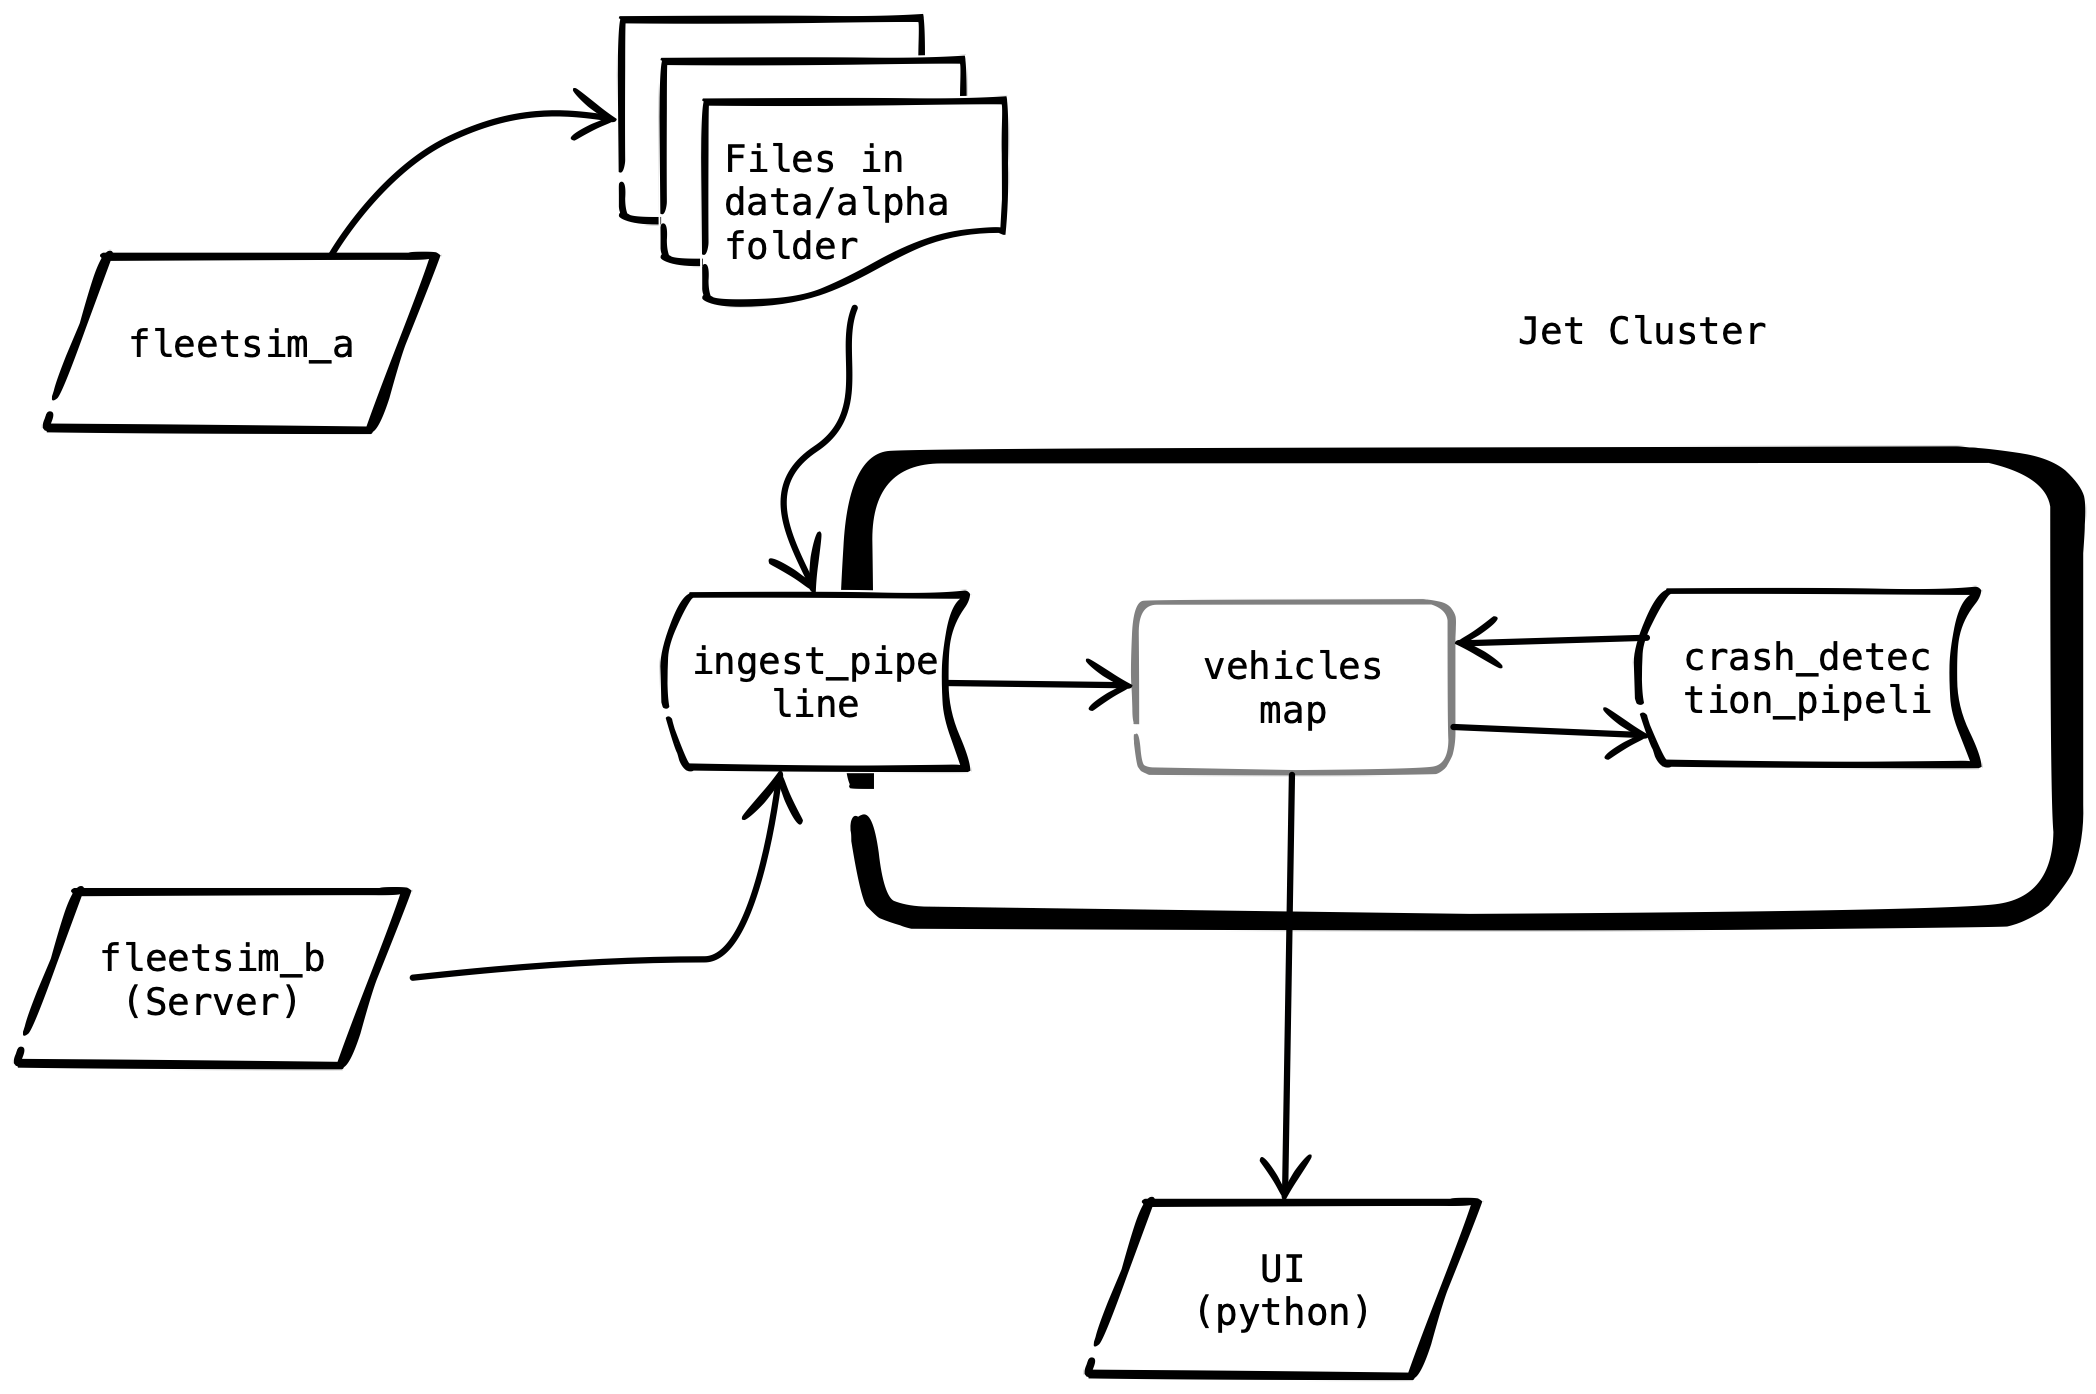 Files in
data/alpha
folder
fleetsim_a
Jet Cluster
ingest_pipe
line
vehicles
map
crash_detec
tion_pipeli
fleetsim_b
(Server)
UI
(python)